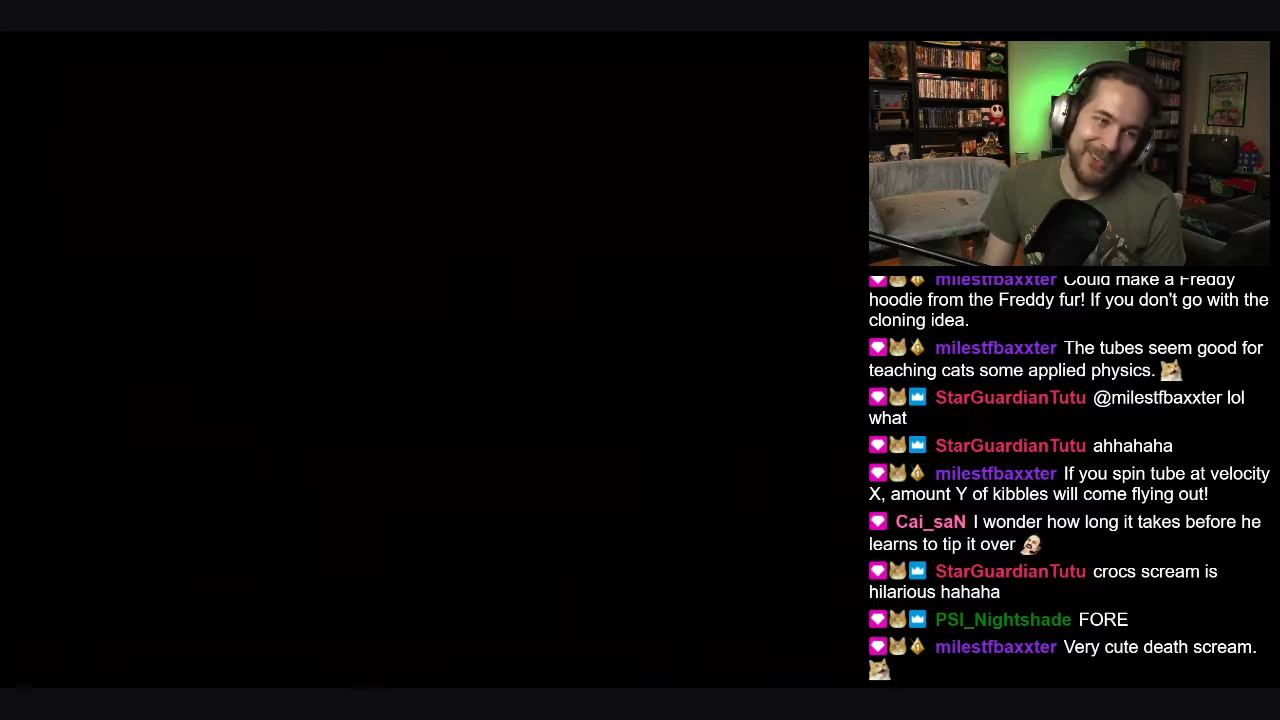 milestfbaxxter Could make a Freddy
hoodie from the Freddy fur! If you don't go with the
cloning idea.
milestfbaxxter The tubes seem good for
teaching cats some applied physics.
StarGuardianTutu @milestfbaxxter lol
what
StarGuardianTutu ahhahaha
milestfbaxxter If you spin tube at velocity
X, amount Y of kibbles will come flying out!
Cai_saN I wonder how long it takes before he
learns to tip it over
StarGuardianTutu crocs scream is
hilarious hahaha
PSI_Nightshade FORE
milestfbaxxter Very cute death scream.